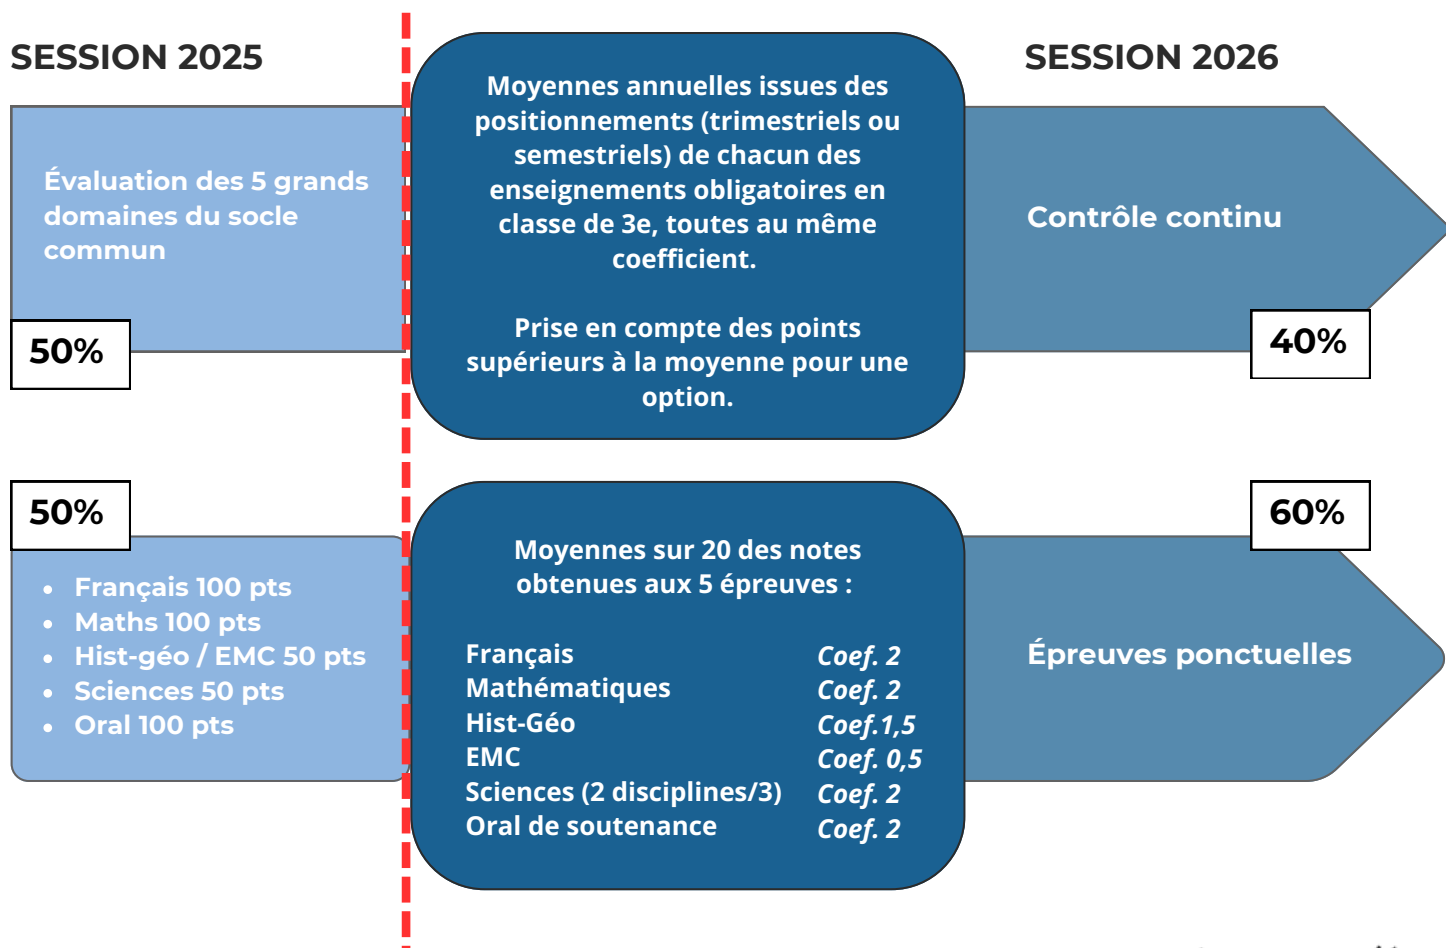 SESSION 2025
Évaluation des 5 grands
domaines du socle
commun
50%
50%
• Français 100 pts
• Maths 100 pts
• Hist-géo / EMC 50 pts
• Sciences 50 pts
• Oral 100 pts
Moyennes annuelles issues des
positionnements (trimestriels ou
semestriels) de chacun des
enseignements obligatoires en
classe de 3e, toutes au même
coefficient.
Prise en compte des points
supérieurs à la moyenne pour une
option.
Moyennes sur 20 des notes
obtenues aux 5 épreuves :
Français Coef. 2
Mathématiques Coef. 2
Hist-Géo Coef.1,5
EMC Coef. 0,5
Sciences (2 disciplines/3) Coef. 2
Oral de soutenance Coef. 2
SESSION 2026
Contrôle continu
40%
60%
Épreuves ponctuelles